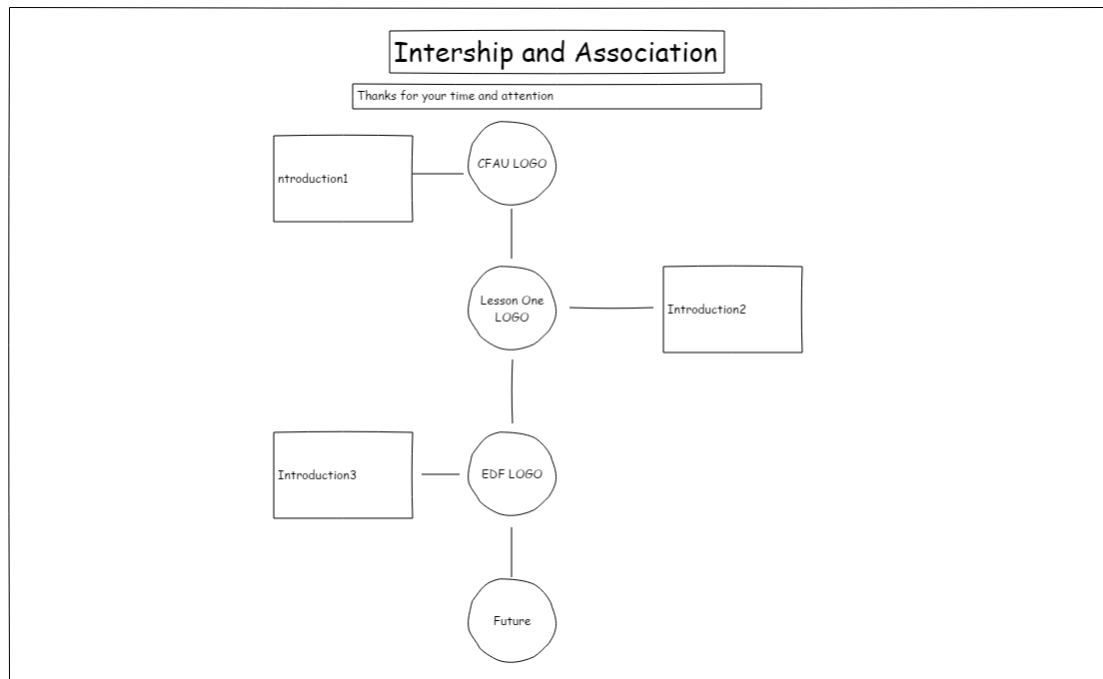 Intership and Association
Thanks for your time and attention
CFAU LOGO
ntroduction1
Lesson One
LOGO
Introduction2
EDF LOGO
Introduction3
Future